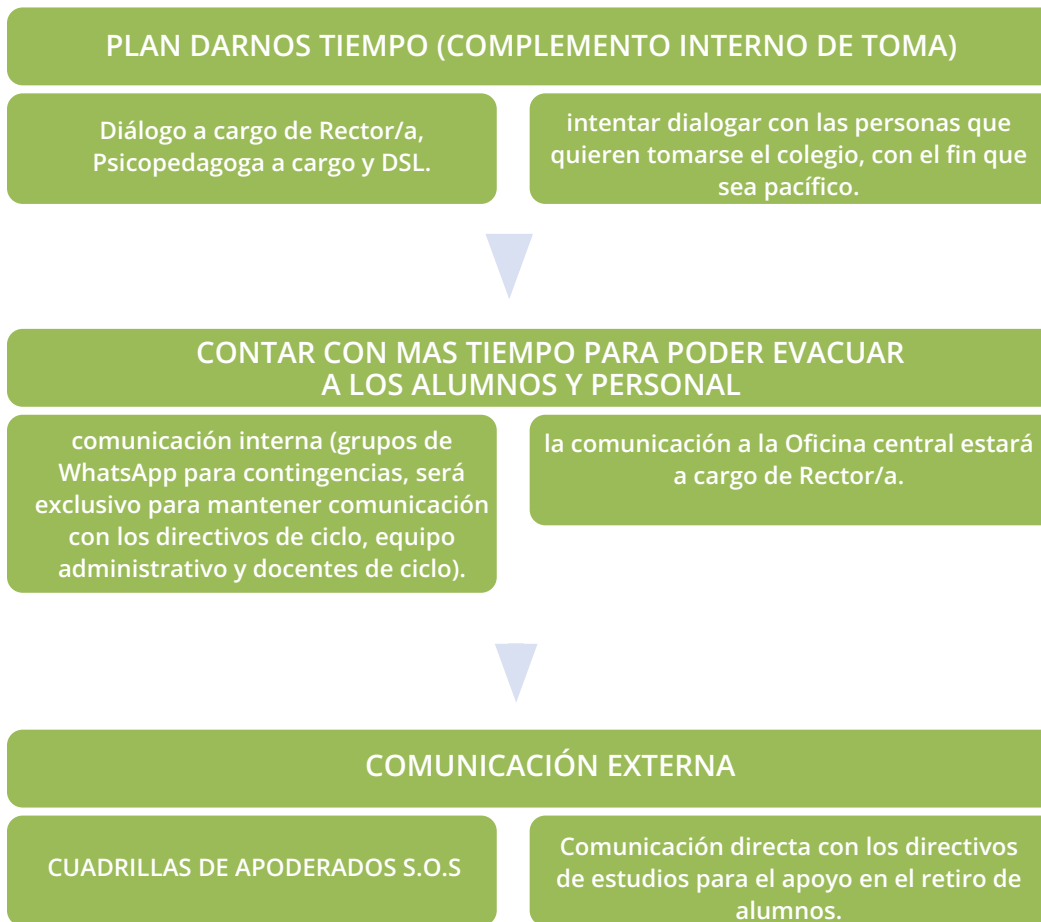 PLAN DARNOS TIEMPO (COMPLEMENTO INTERNO DE TOMA)
Diálogo a cargo de Rector/a,
Psicopedagoga a cargo y DSL.
intentar dialogar con las personas que
quieren tomarse el colegio, con el fin que
sea pacífico.
CONTAR CON MAS TIEMPO PARA PODER EVACUAR
A LOS ALUMNOS Y PERSONAL
comunicación interna (grupos de
WhatsApp para contingencias, será
exclusivo para mantener comunicación
con los directivos de ciclo, equipo
administrativo y docentes de ciclo).
la comunicación a la Oficina central estará
a cargo de Rector/a.
COMUNICACIÓN EXTERNA
CUADRILLAS DE APODERADOS S.O.S
Comunicación directa con los directivos
de estudios para el apoyo en el retiro de
alumnos.